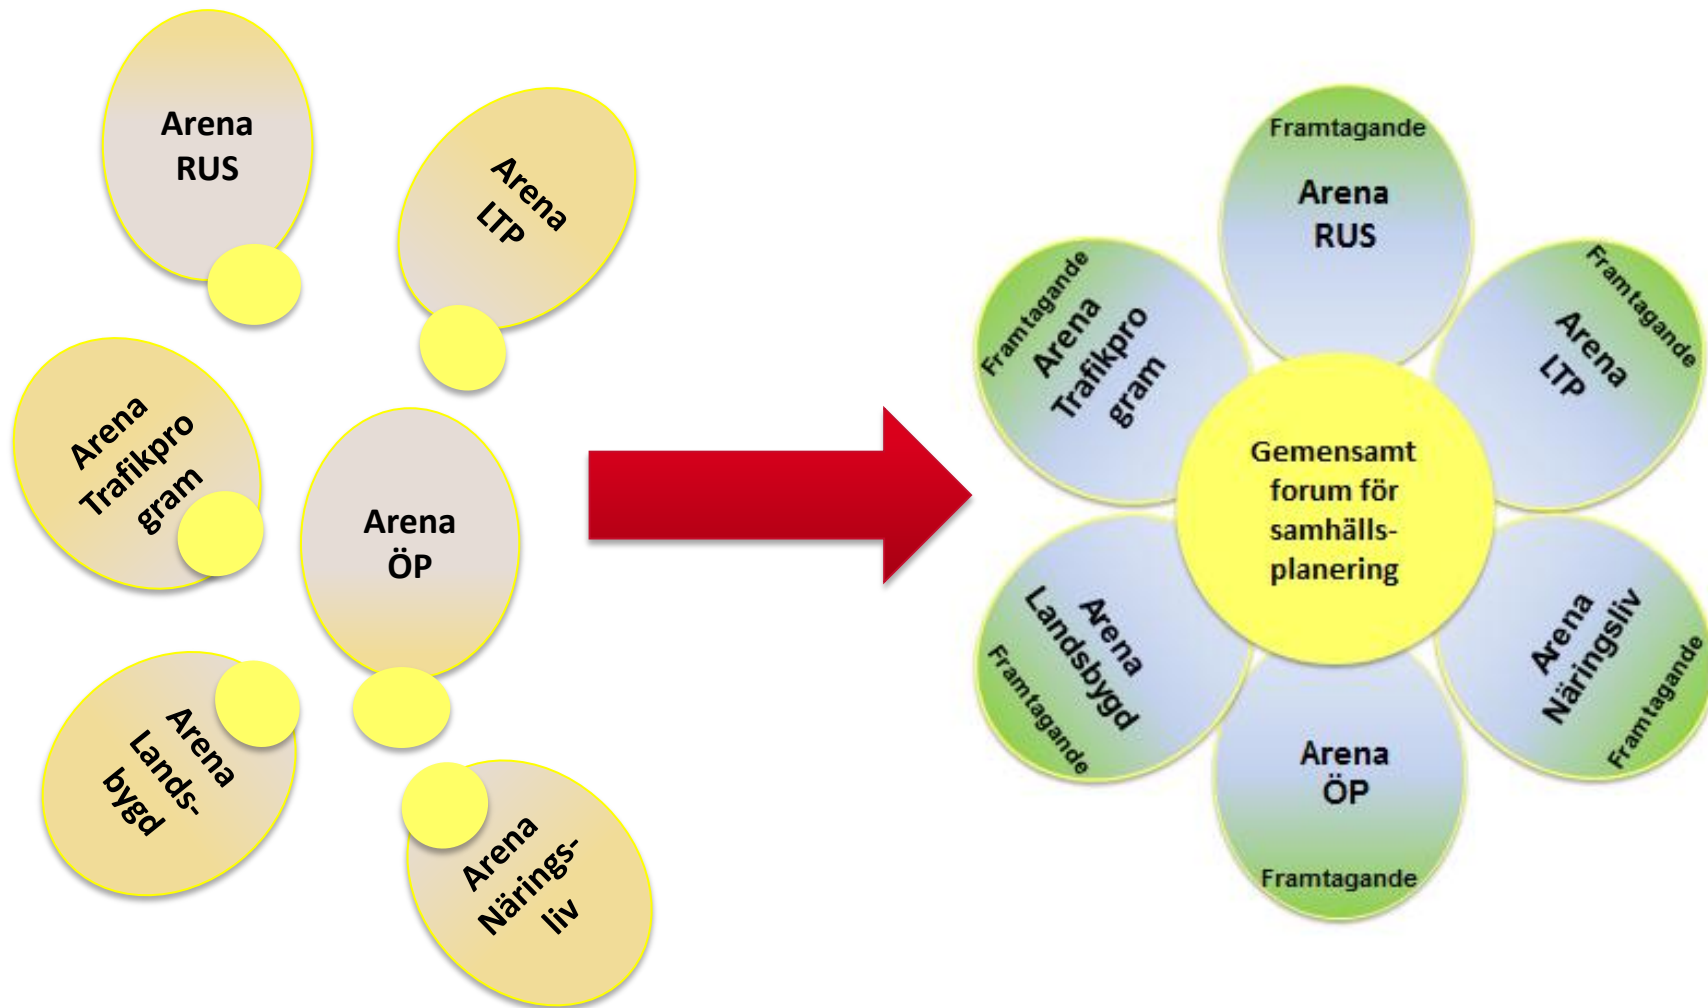 Arena
RUS
Arena
LTP
Arena
Trafikpro
gram
Arena
ÖP
Arena
Lands-
bygd
Arena
Närings-
liv
Framtagande
Arena
RUS
Framtagande
Arena
Trafikpro
gram
Framtagande
Arena
LTP
Gemensamt
forum för
samhälls-
planering
Arena
Landsbygd
Framtagande
Arena
Näringsliv
Framtagande
Arena
ÖP
Framtagande